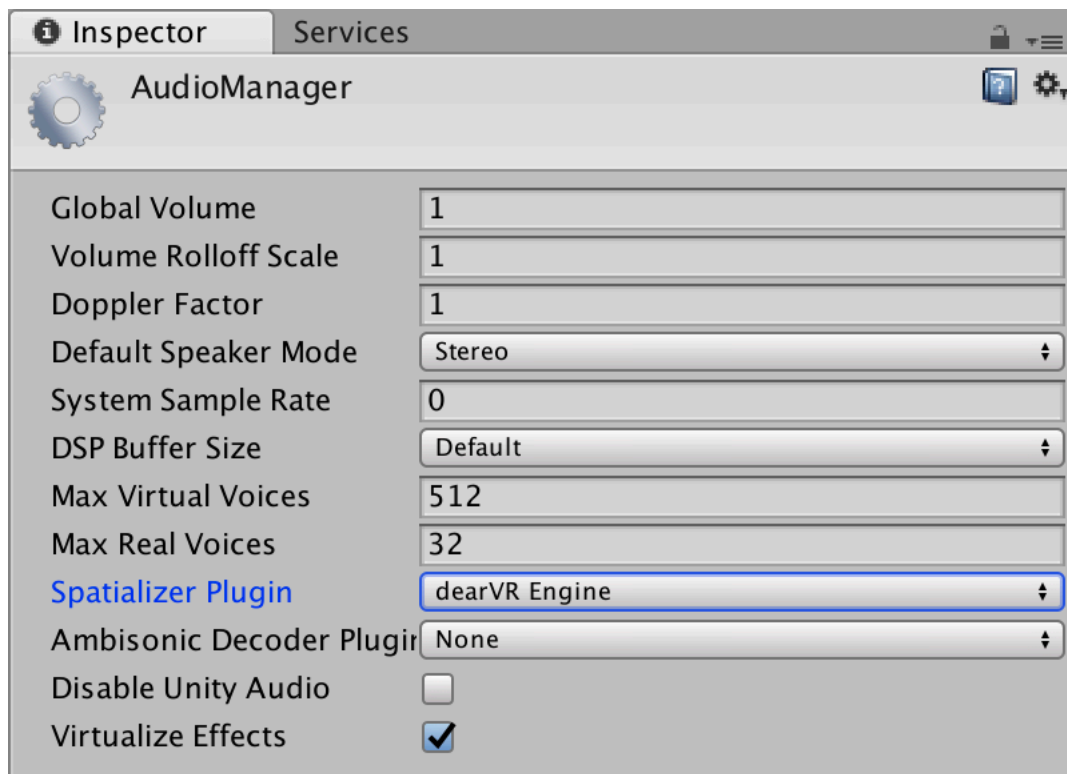 Inspector Services
AudioManager
Global Volume 1
Volume Rolloff Scale 1
Doppler Factor 1
Default Speaker Mode Stereo
System Sample Rate 0
DSP Buffer Size Default
Max Virtual Voices 512
Max Real Voices 32
Spatializer Plugin dearVR Engine
Ambisonic Decoder Plugin None
Disable Unity Audio
Virtualize Effects